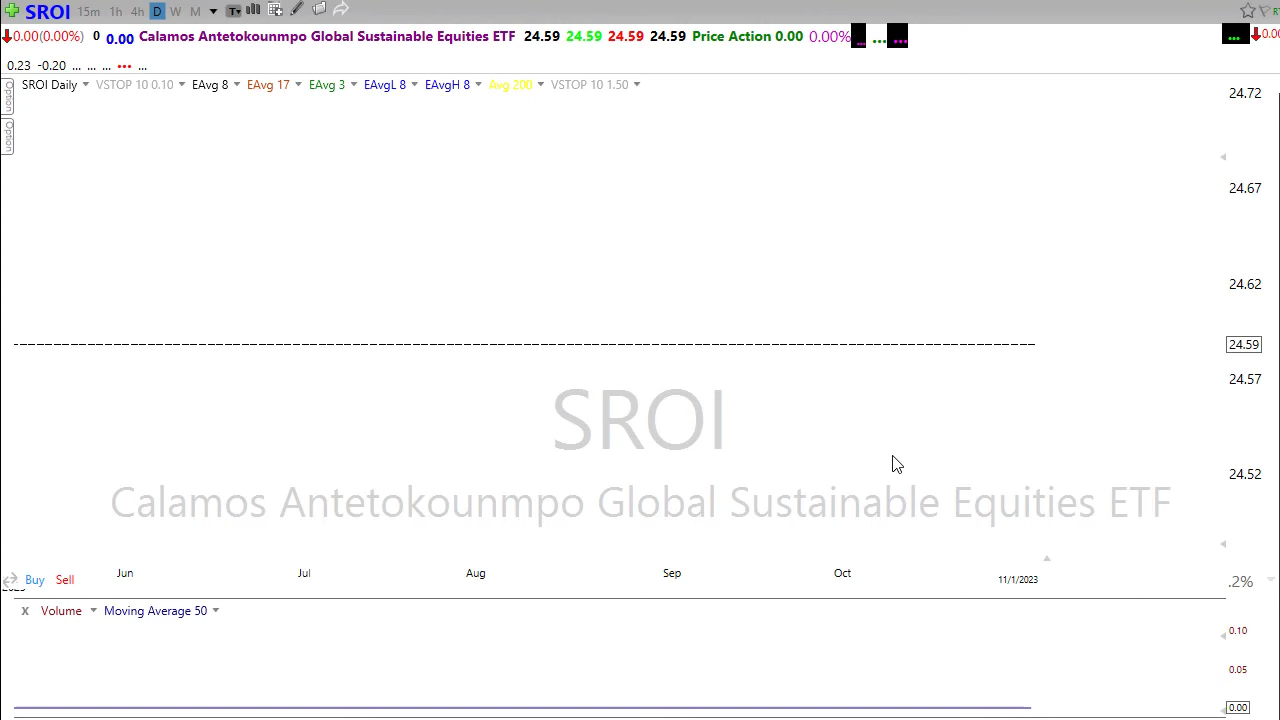 SROI 15m 1h 4h D W M T
0.00(0.00%) 0 0.00 Calamos Antetokounmpo Global Sustainable Equities ETF 24.59 24.59 24.59 24.59 Price Action 0.00 0.00% ... ... ... ... 0.00
0.23 -0.20 ... ... ... ... ...
SROI Daily VSTOP 10 0.10 EAvg 8 EAvg 17 EAvg 3 EAvgL 8 EAvgH 8 Avg 200 VSTOP 10 1.50
Option
Option
24.72
24.67
24.62
24.59
24.57
24.52
SROI
Calamos Antetokounmpo Global Sustainable Equities ETF
Buy Sell Jun Jul Aug Sep Oct 11/1/2023 .2%
x Volume Moving Average 50
0.10
0.05
0.00